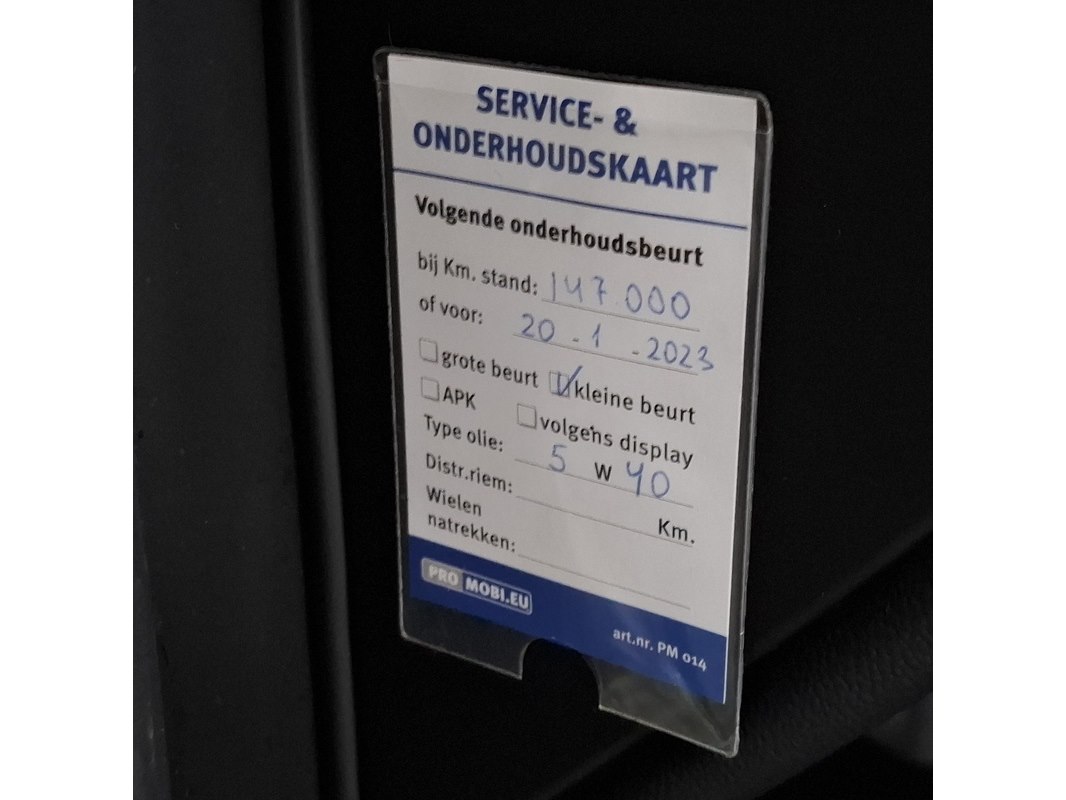 SERVICE- &
ONDERHOUDSKAART
Volgende onderhoudsbeurt
bij Km. stand: 147.000
of voor: 20-1-2023
grote beurt kleine beurt
APK volgens display
Type olie: 5 W 40
Distr.riem: Km.
Wielen
natrekken:
PRO MOBI.EU
art.nr. PM 014